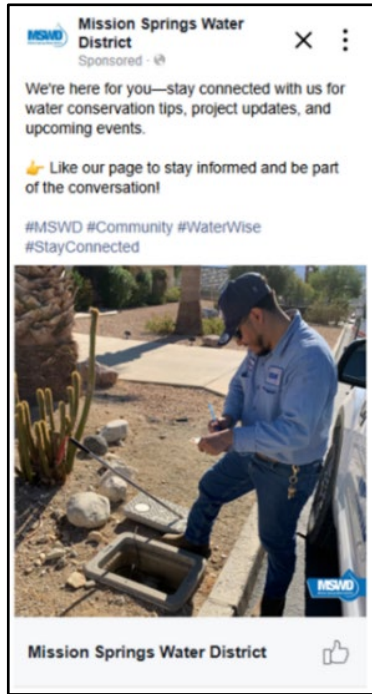 MSWD
Mission Springs Water
District
Sponsored ·
We're here for you—stay connected with us for
water conservation tips, project updates, and
upcoming events.
👉 Like our page to stay informed and be part
of the conversation!
#MSWD #Community #WaterWise
#StayConnected
MSWD
Mission Springs Water District